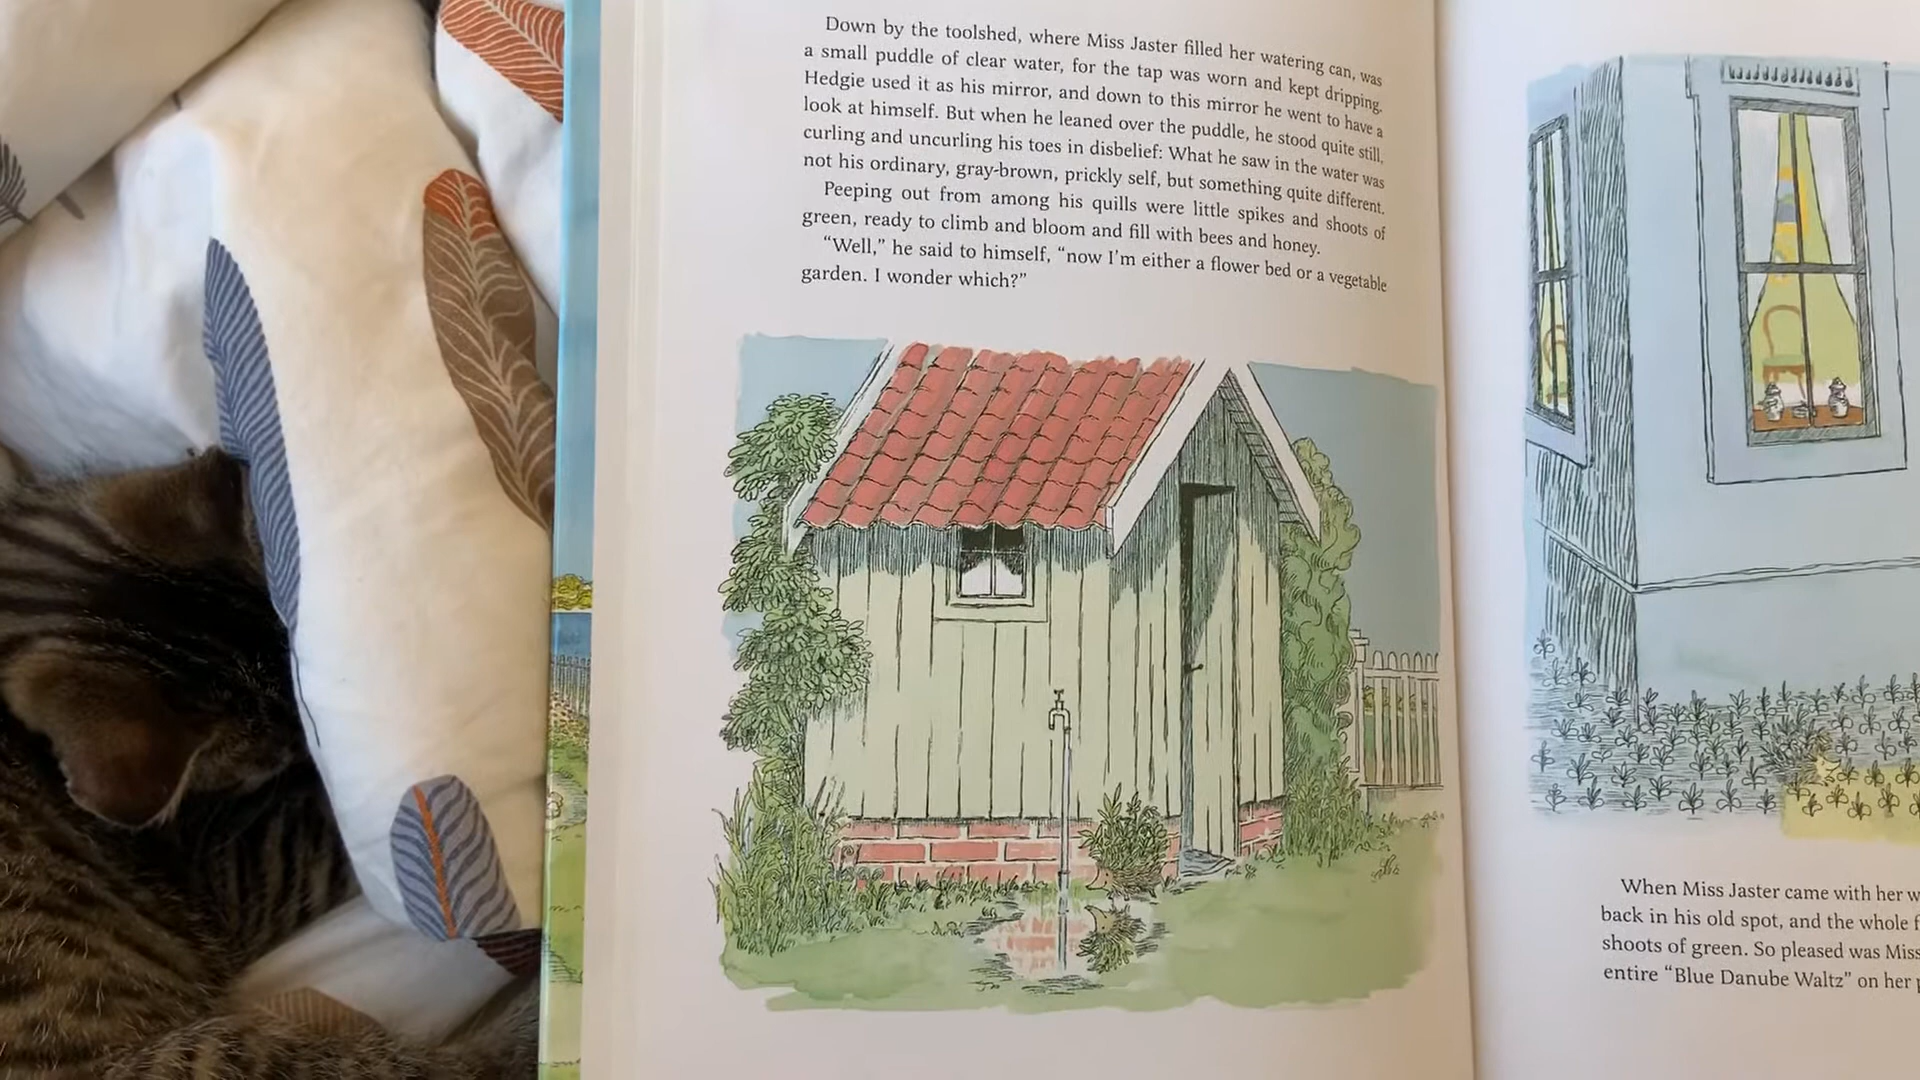 Down by the toolshed, where Miss Jaster filled her watering can, was
a small puddle of clear water, for the tap was worn and kept dripping.
Hedgie used it as his mirror, and down to this mirror he went to have a
look at himself. But when he leaned over the puddle, he stood quite still,
curling and uncurling his toes in disbelief: What he saw in the water was
not his ordinary, gray-brown, prickly self, but something quite different.
Peeping out from among his quills were little spikes and shoots of
green, ready to climb and bloom and fill with bees and honey.
“Well,” he said to himself, “now I’m either a flower bed or a vegetable
garden. I wonder which?”
When Miss Jaster came with her
back in his old spot, and the whole
shoots of green. So pleased was
entire “Blue Danube Waltz” on her